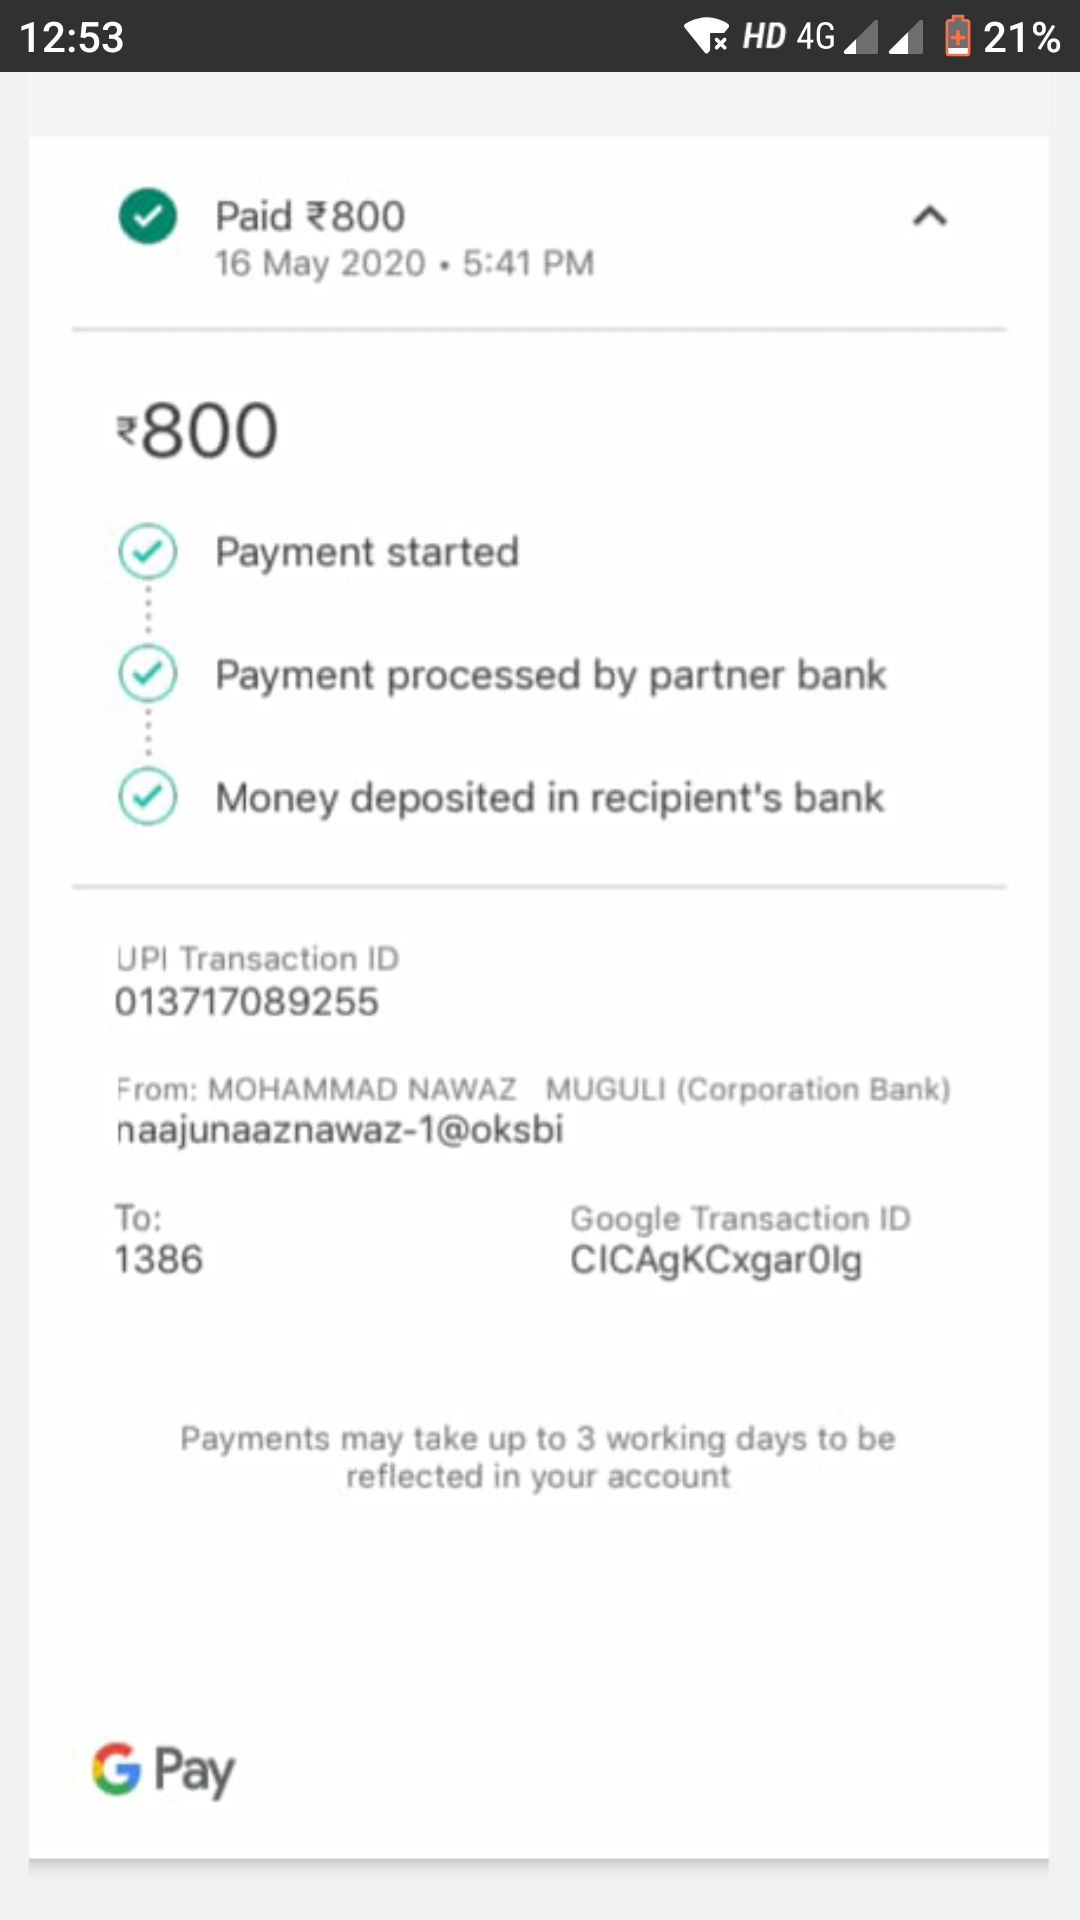 12:53 HD 4G 21%
Paid ₹800
16 May 2020 • 5:41 PM
₹800
Payment started
Payment processed by partner bank
Money deposited in recipient's bank
UPI Transaction ID
013717089255
From: MOHAMMAD NAWAZ MUGULI (Corporation Bank)
naajunaaznawaz-1@oksbi
To:
1386
Google Transaction ID
CICAgKCxgar0Ig
Payments may take up to 3 working days to be
reflected in your account
G Pay